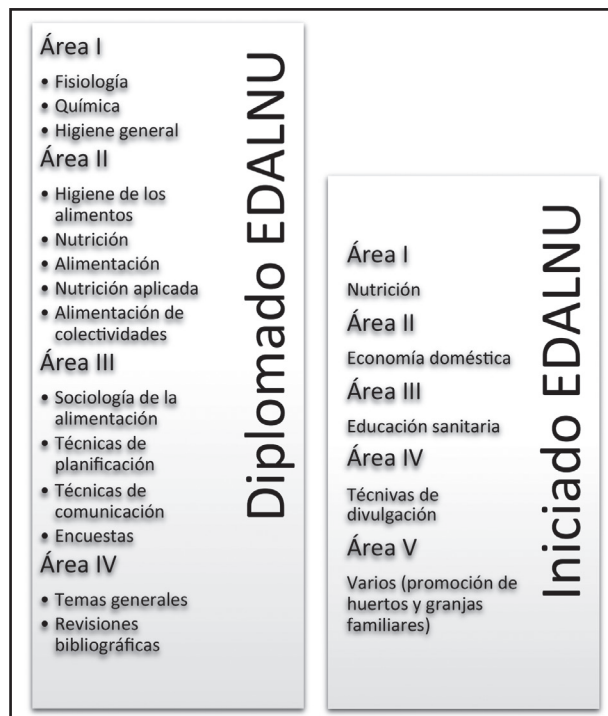 Área I
• Fisiología
• Química
• Higiene general
Área II
• Higiene de los
alimentos
• Nutrición
• Alimentación
• Nutrición aplicada
• Alimentación de
colectividades
Área III
• Sociología de la
alimentación
• Técnicas de
planificación
• Técnicas de
comunicación
• Encuestas
Área IV
• Temas generales
• Revisiones
bibliográficas
Diplomado EDALNU
Área I
Nutrición
Área II
Economía doméstica
Área III
Educación sanitaria
Área IV
Técnivas de
divulgación
Área V
Varios (promoción de
huertos y granjas
familiares)
Iniciado EDALNU